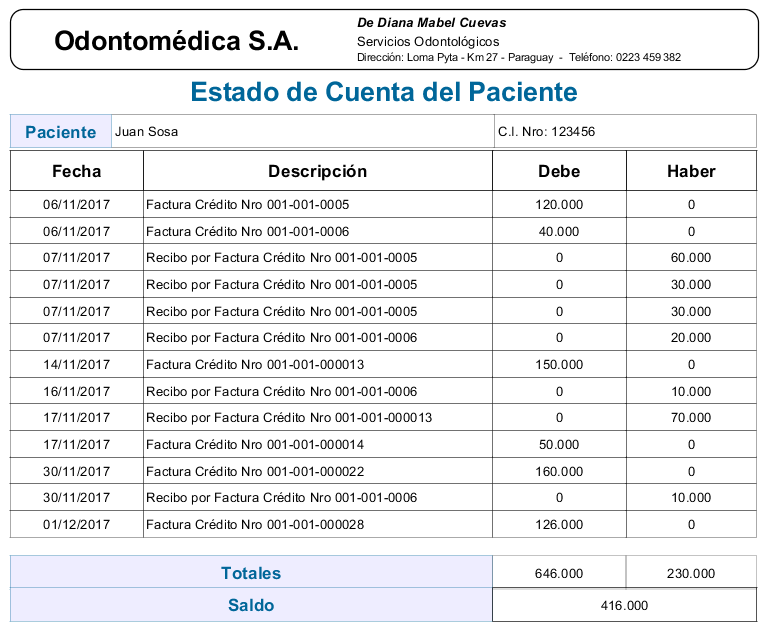 Odontomédica S.A.
De Diana Mabel Cuevas
Servicios Odontológicos
Dirección: Loma Pyta - Km 27 - Paraguay - Teléfono: 0223 459 382
Estado de Cuenta del Paciente
Paciente Juan Sosa C.I. Nro: 123456
Fecha Descripción Debe Haber
06/11/2017 Factura Crédito Nro 001-001-0005 120.000 0
06/11/2017 Factura Crédito Nro 001-001-0006 40.000 0
07/11/2017 Recibo por Factura Crédito Nro 001-001-0005 0 60.000
07/11/2017 Recibo por Factura Crédito Nro 001-001-0005 0 30.000
07/11/2017 Recibo por Factura Crédito Nro 001-001-0005 0 30.000
07/11/2017 Recibo por Factura Crédito Nro 001-001-0006 0 20.000
14/11/2017 Factura Crédito Nro 001-001-000013 150.000 0
16/11/2017 Recibo por Factura Crédito Nro 001-001-0006 0 10.000
17/11/2017 Recibo por Factura Crédito Nro 001-001-000013 0 70.000
17/11/2017 Factura Crédito Nro 001-001-000014 50.000 0
30/11/2017 Factura Crédito Nro 001-001-000022 160.000 0
30/11/2017 Recibo por Factura Crédito Nro 001-001-0006 0 10.000
01/12/2017 Factura Crédito Nro 001-001-000028 126.000 0
Totales 646.000 230.000
Saldo 416.000